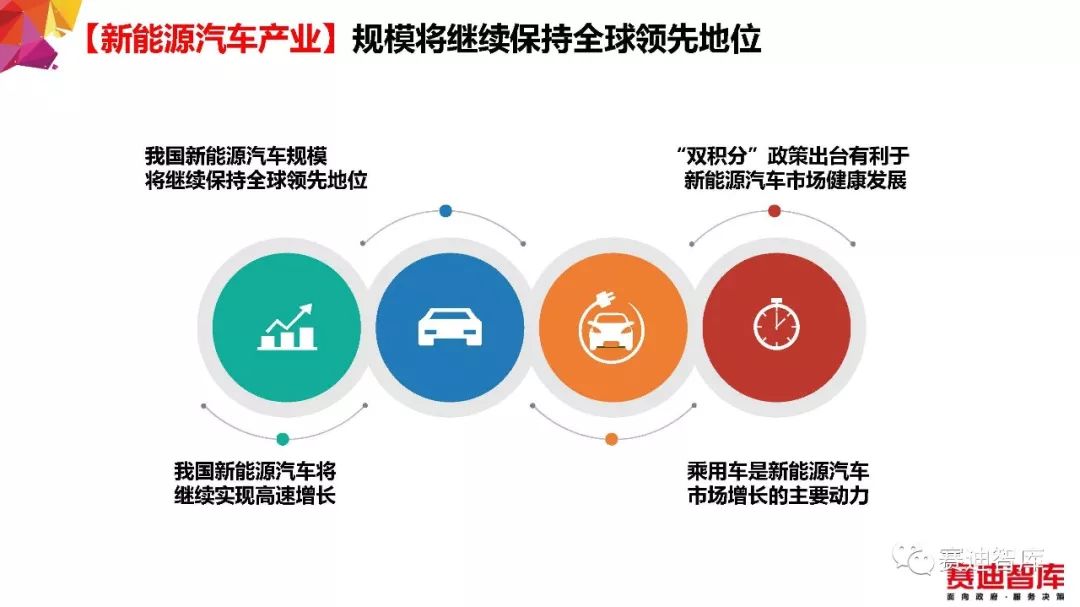 【新能源汽车产业】规模将继续保持全球领先地位
我国新能源汽车规模
将继续保持全球领先地位
“双积分”政策出台有利于
新能源汽车市场健康发展
我国新能源汽车将
继续实现高速增长
乘用车是新能源汽车
市场增长的主要动力
赛迪智库
赛迪智库
面向政府·服务决策